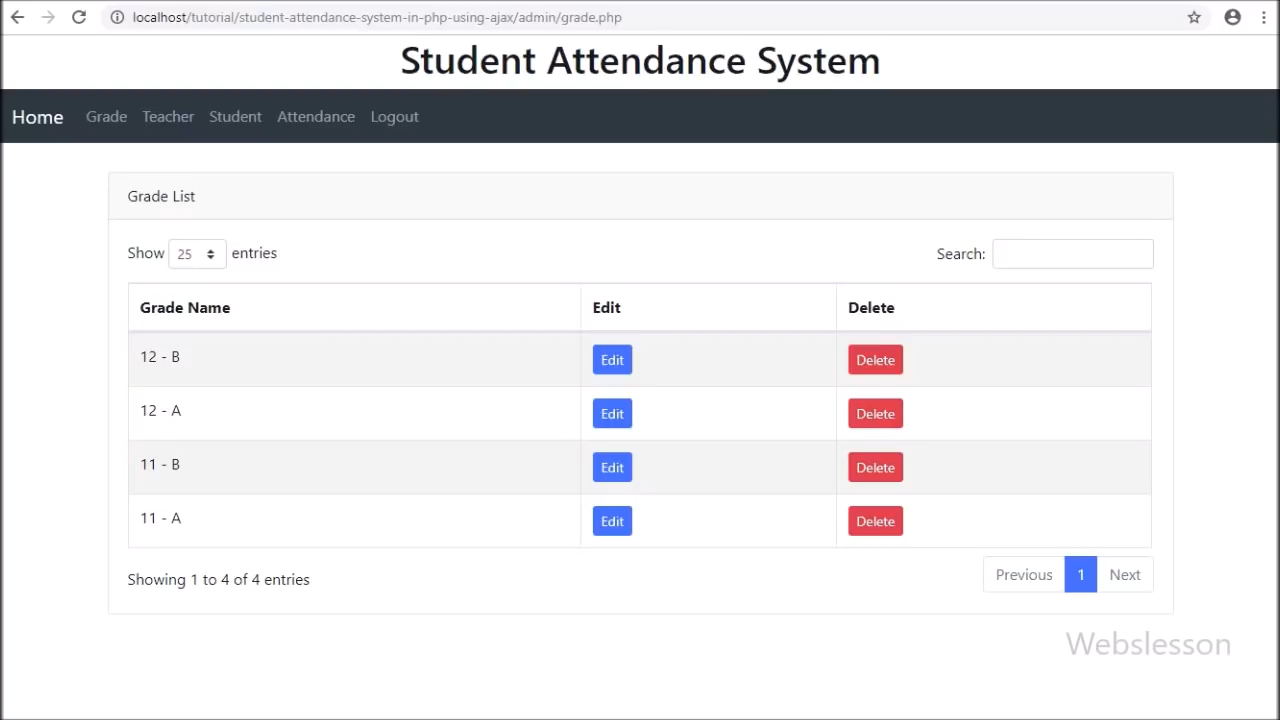 localhost/tutorial/student-attendance-system-in-php-using-ajax/admin/grade.php
Student Attendance System
Home Grade Teacher Student Attendance Logout
Grade List
Show 25 entries Search:
Grade Name Edit Delete
12 - B Edit Delete
12 - A Edit Delete
11 - B Edit Delete
11 - A Edit Delete
Showing 1 to 4 of 4 entries Previous 1 Next
Webslesson